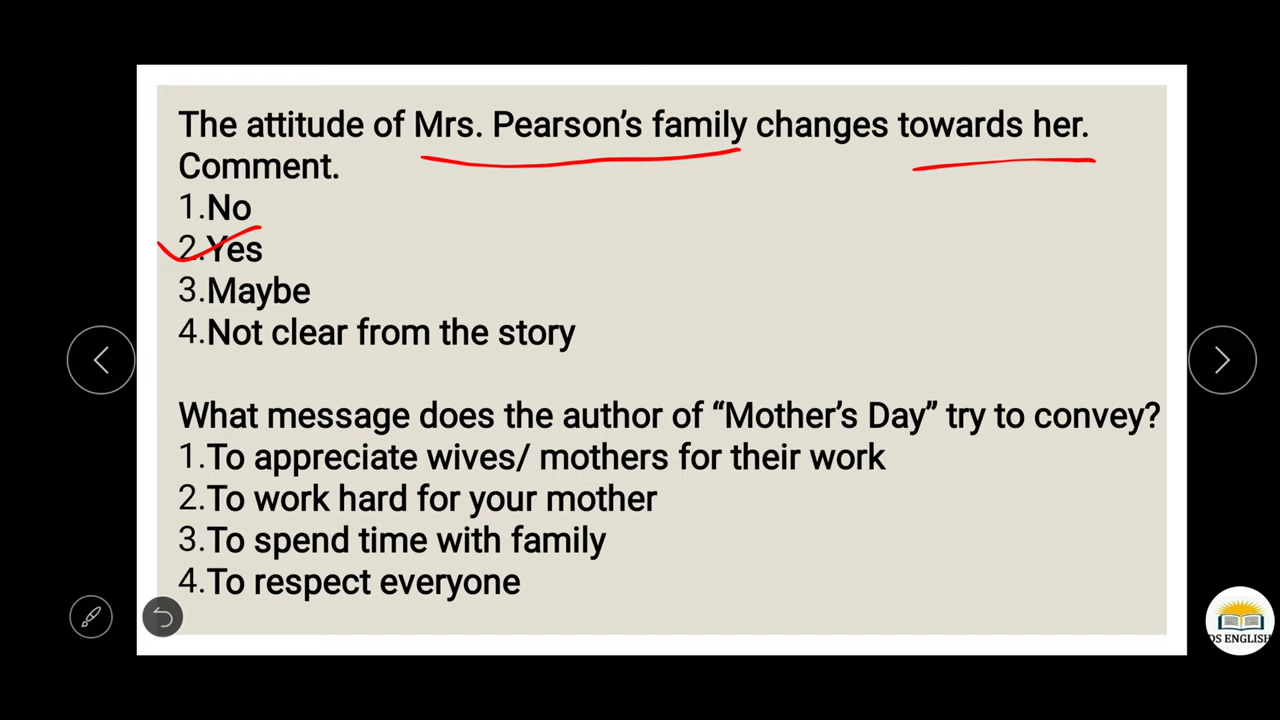 The attitude of Mrs. Pearson's family changes towards her.
Comment.
1.No
2.Yes
3.Maybe
4.Not clear from the story
What message does the author of “Mother's Day” try to convey?
1.To appreciate wives/ mothers for their work
2.To work hard for your mother
3.To spend time with family
4.To respect everyone
DS ENGLISH